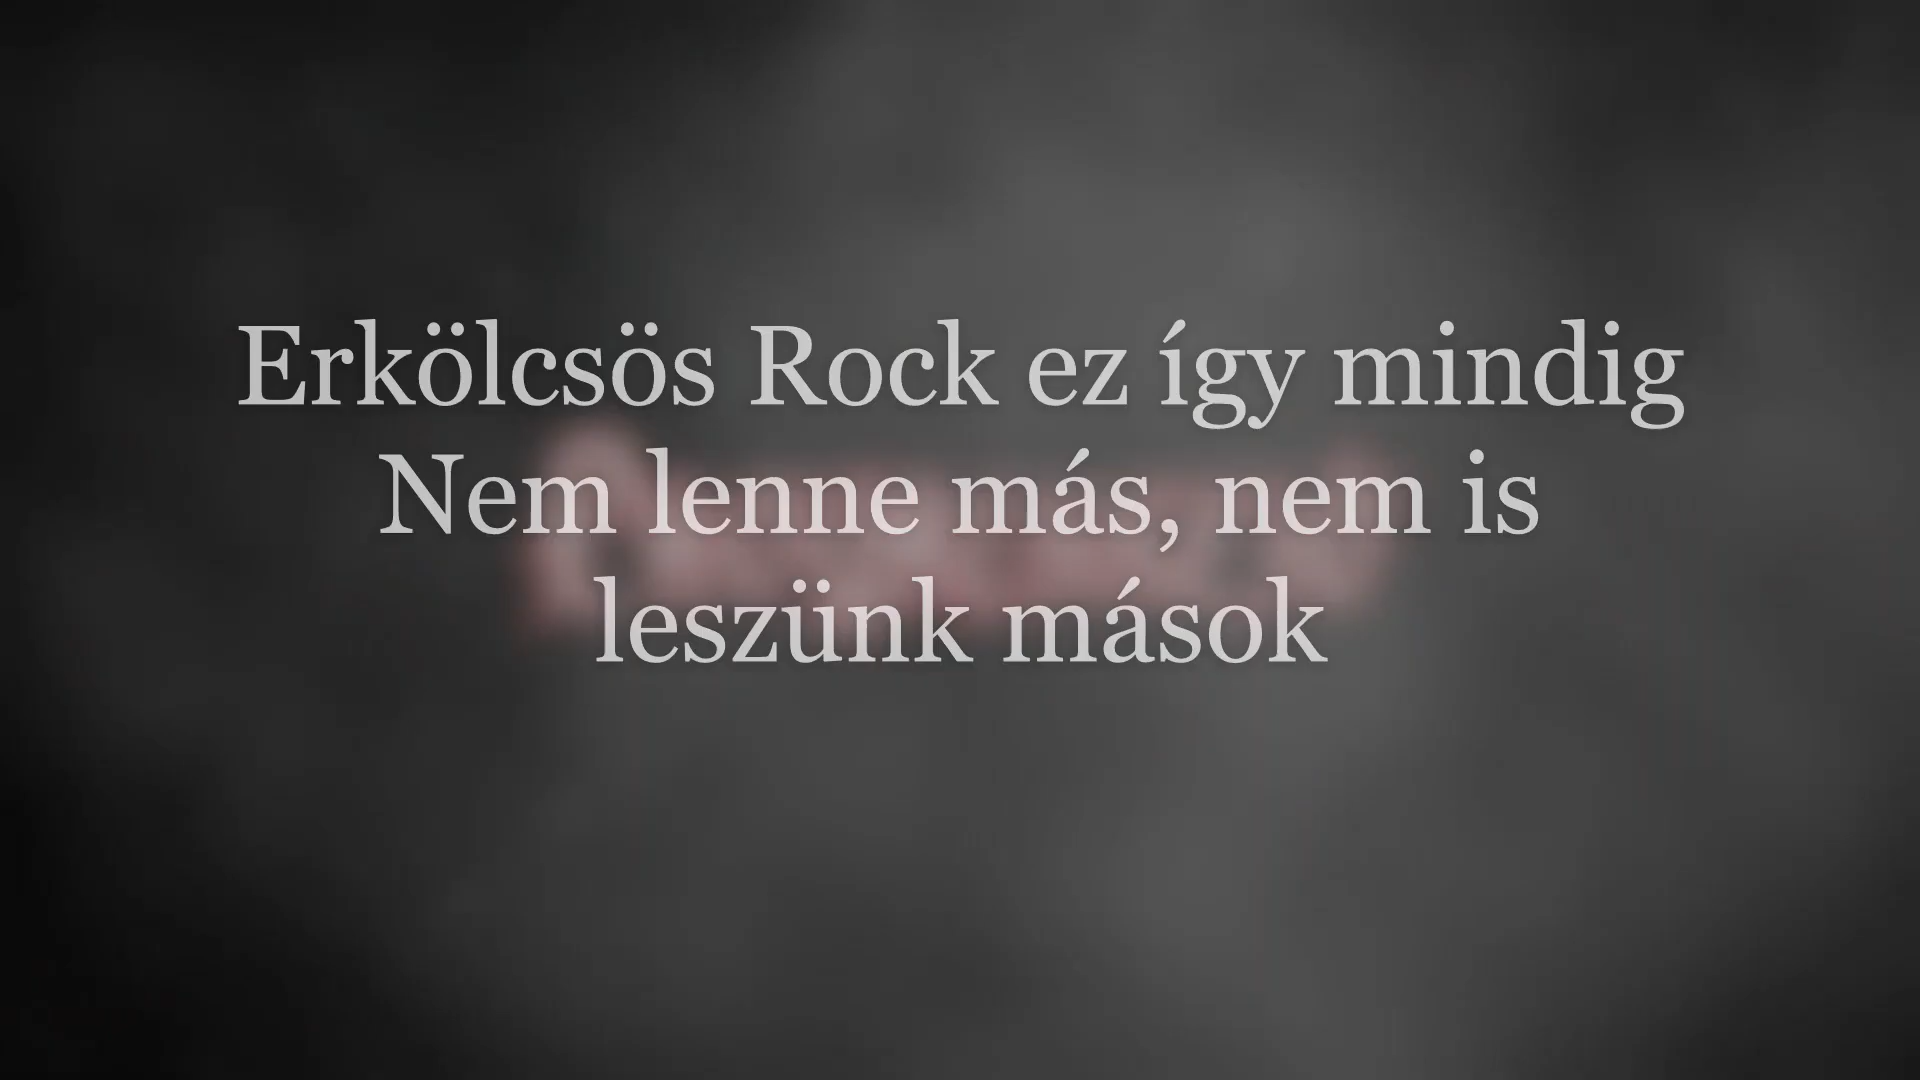 Erkölcsös Rock ez így mindig
Nem lenne más, nem is
leszünk mások